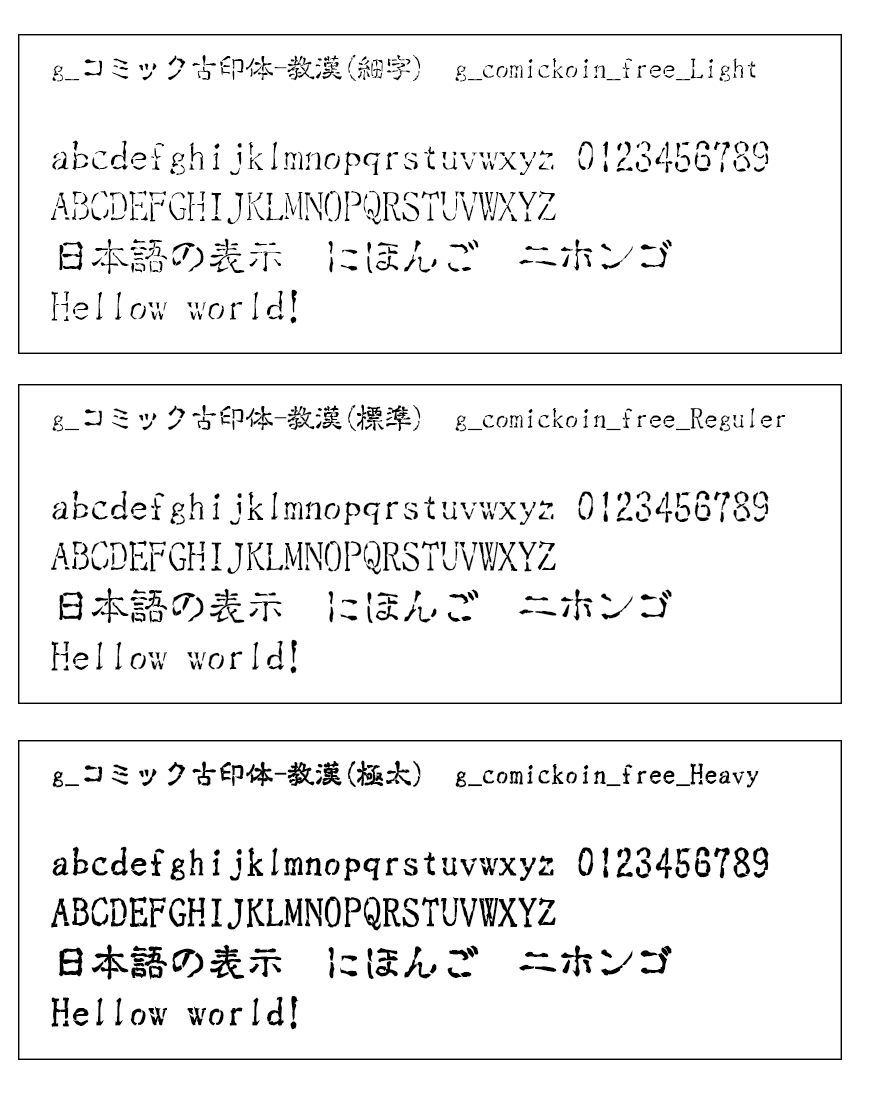 g_コミック古印体-教漢(細字)　g_comickoin_free_Light
abcdefghijklmnopqrstuvwxyz 0123456789
ABCDEFGHIJKLMNOPQRSTUVWXYZ
日本語の表示　にほんご　ニホンゴ
Hellow world!
g_コミック古印体-教漢(標準)　g_comickoin_free_Reguler
abcdefghijklmnopqrstuvwxyz 0123456789
ABCDEFGHIJKLMNOPQRSTUVWXYZ
日本語の表示　にほんご　ニホンゴ
Hellow world!
g_コミック古印体-教漢(極太)　g_comickoin_free_Heavy
abcdefghijklmnopqrstuvwxyz 0123456789
ABCDEFGHIJKLMNOPQRSTUVWXYZ
日本語の表示　にほんご　ニホンゴ
Hellow world!